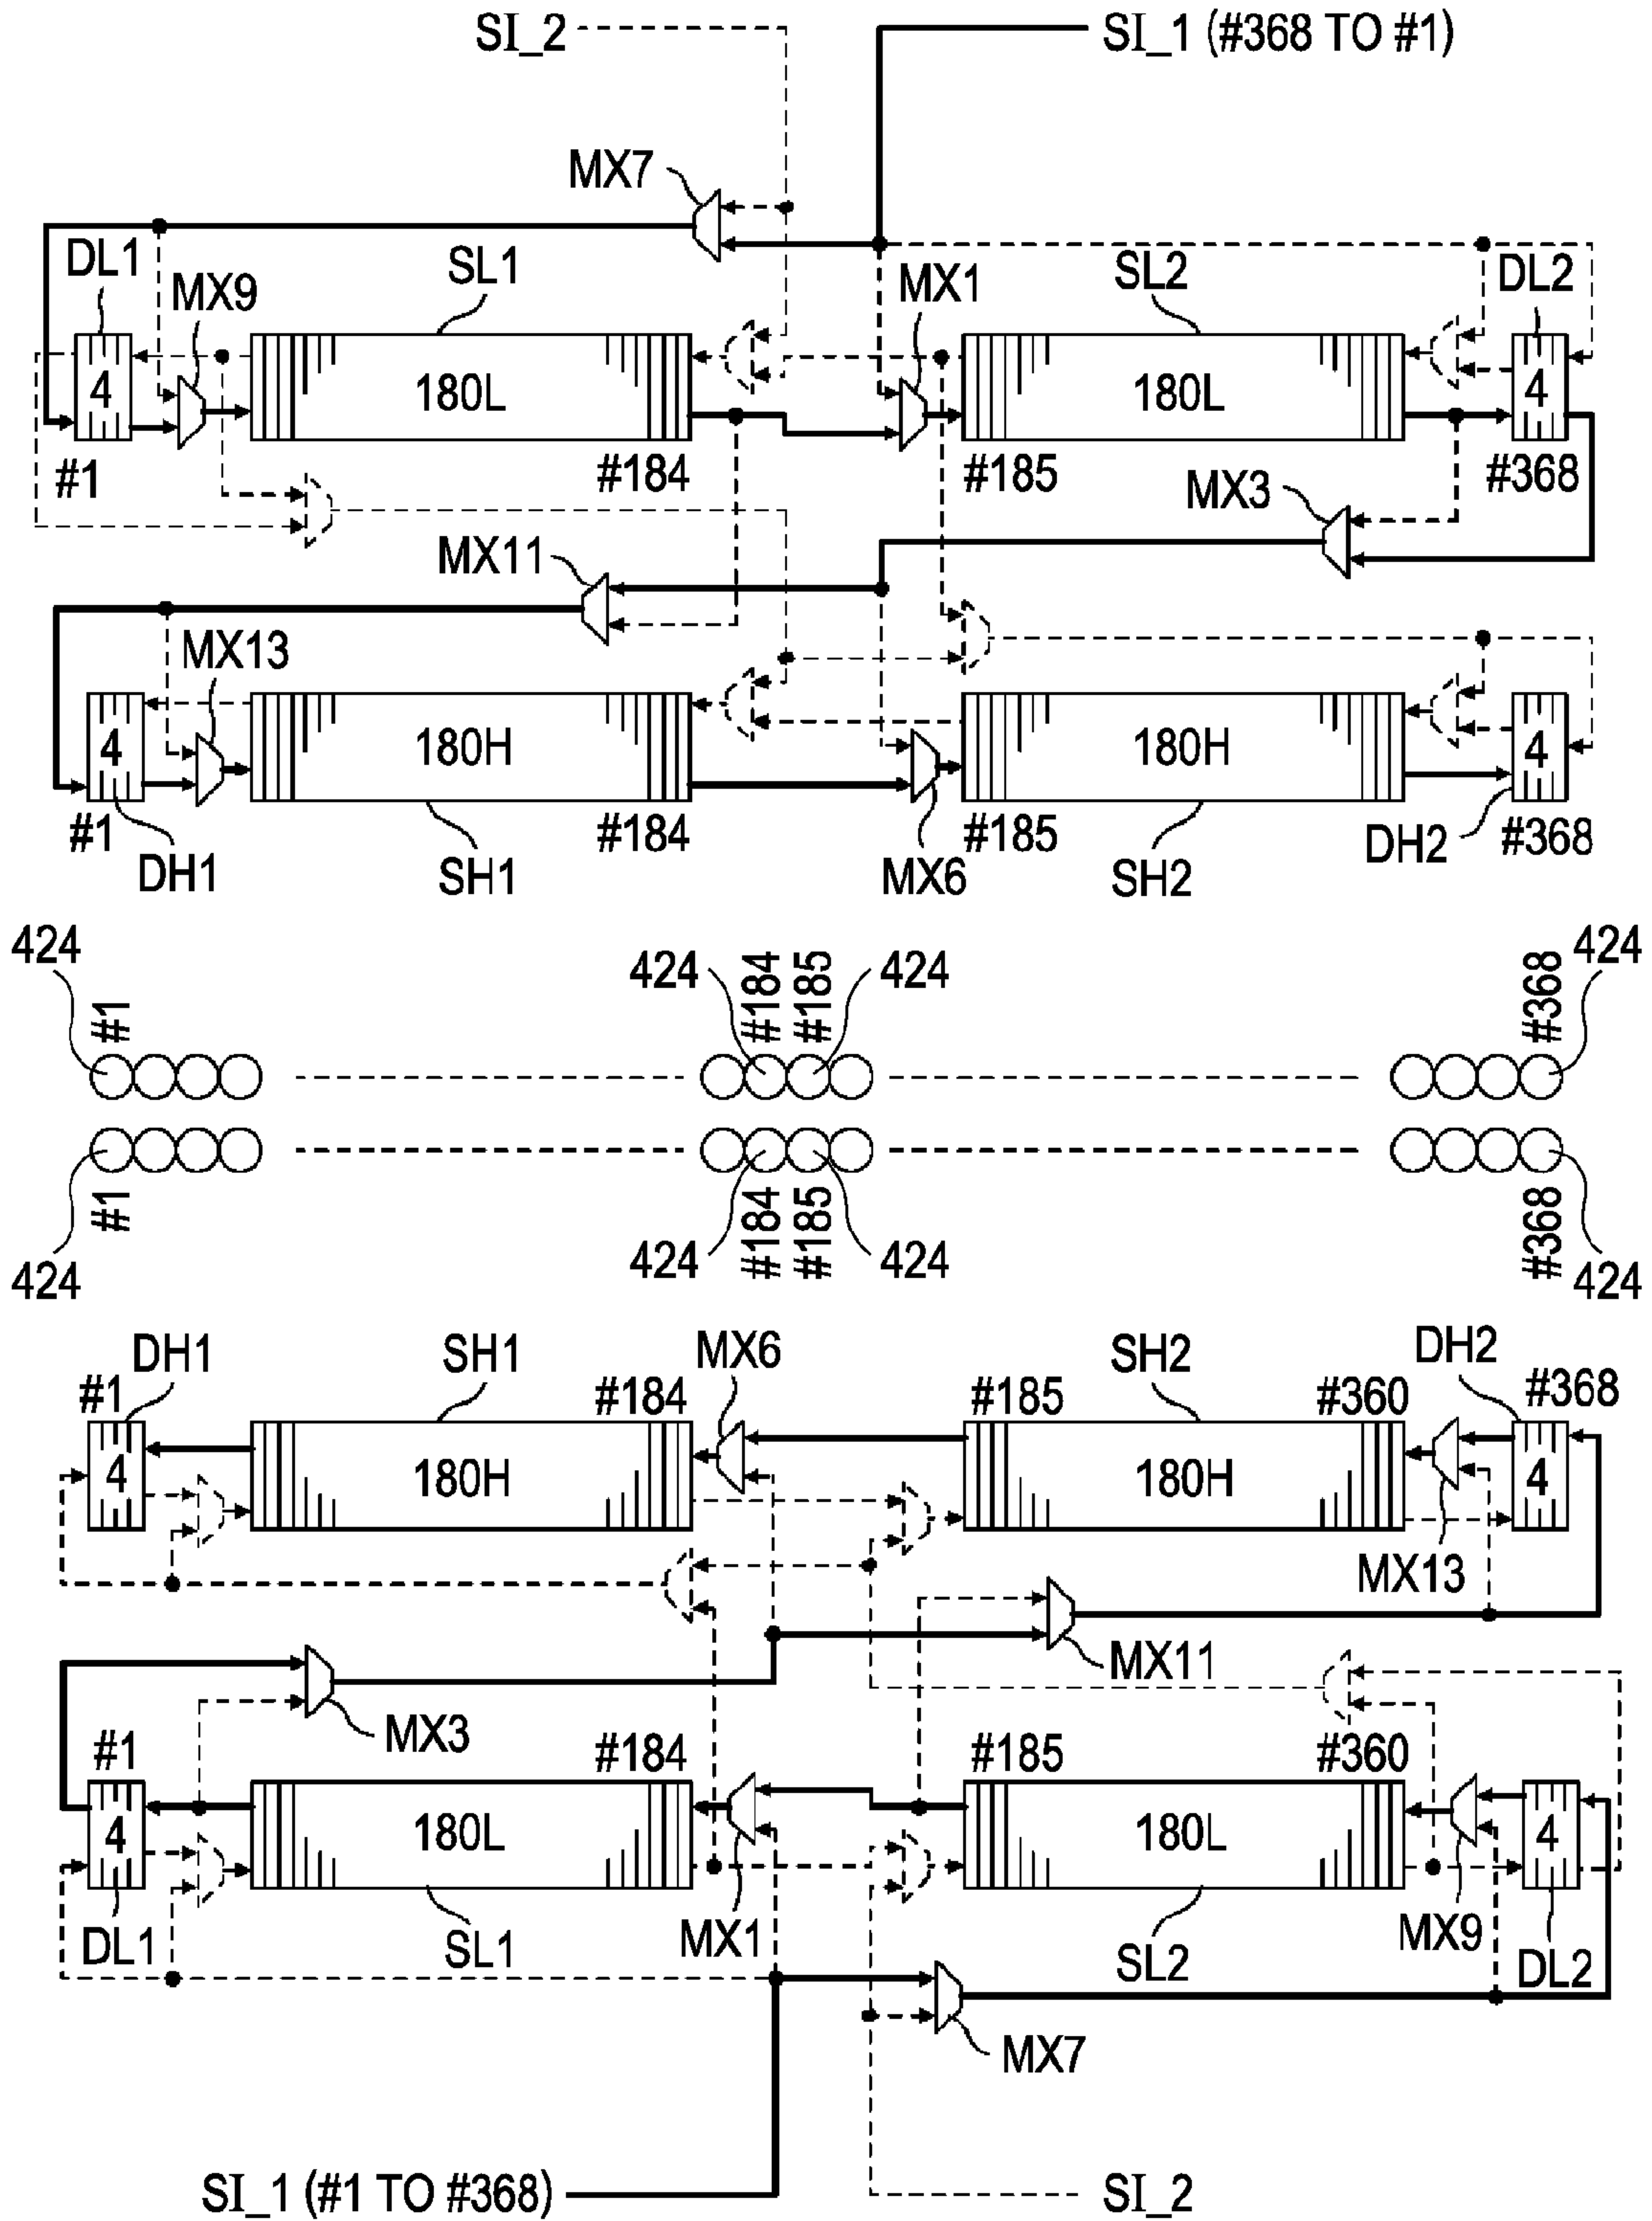 SI_2
SI_1 (#368 TO #1)
MX7
DL1
MX9
SL1
MX1
SL2
DL2
4
180L
180L
4
#1
#184
#185
#368
MX3
MX11
MX13
4
180H
180H
4
#1
#184
#185
#368
DH1
SH1
MX6
SH2
DH2
424
#1
424
#184
#185
424
#368
424
424
#1
424
#184
#185
424
#368
424
DH1
SH1
MX6
SH2
DH2
#1
#184
#185
#360
#368
4
180H
180H
4
MX13
MX11
MX3
#1
#184
#185
#360
4
180L
180L
4
DL1
SL1
MX1
SL2
MX9
DL2
MX7
SI_1 (#1 TO #368)
SI_2